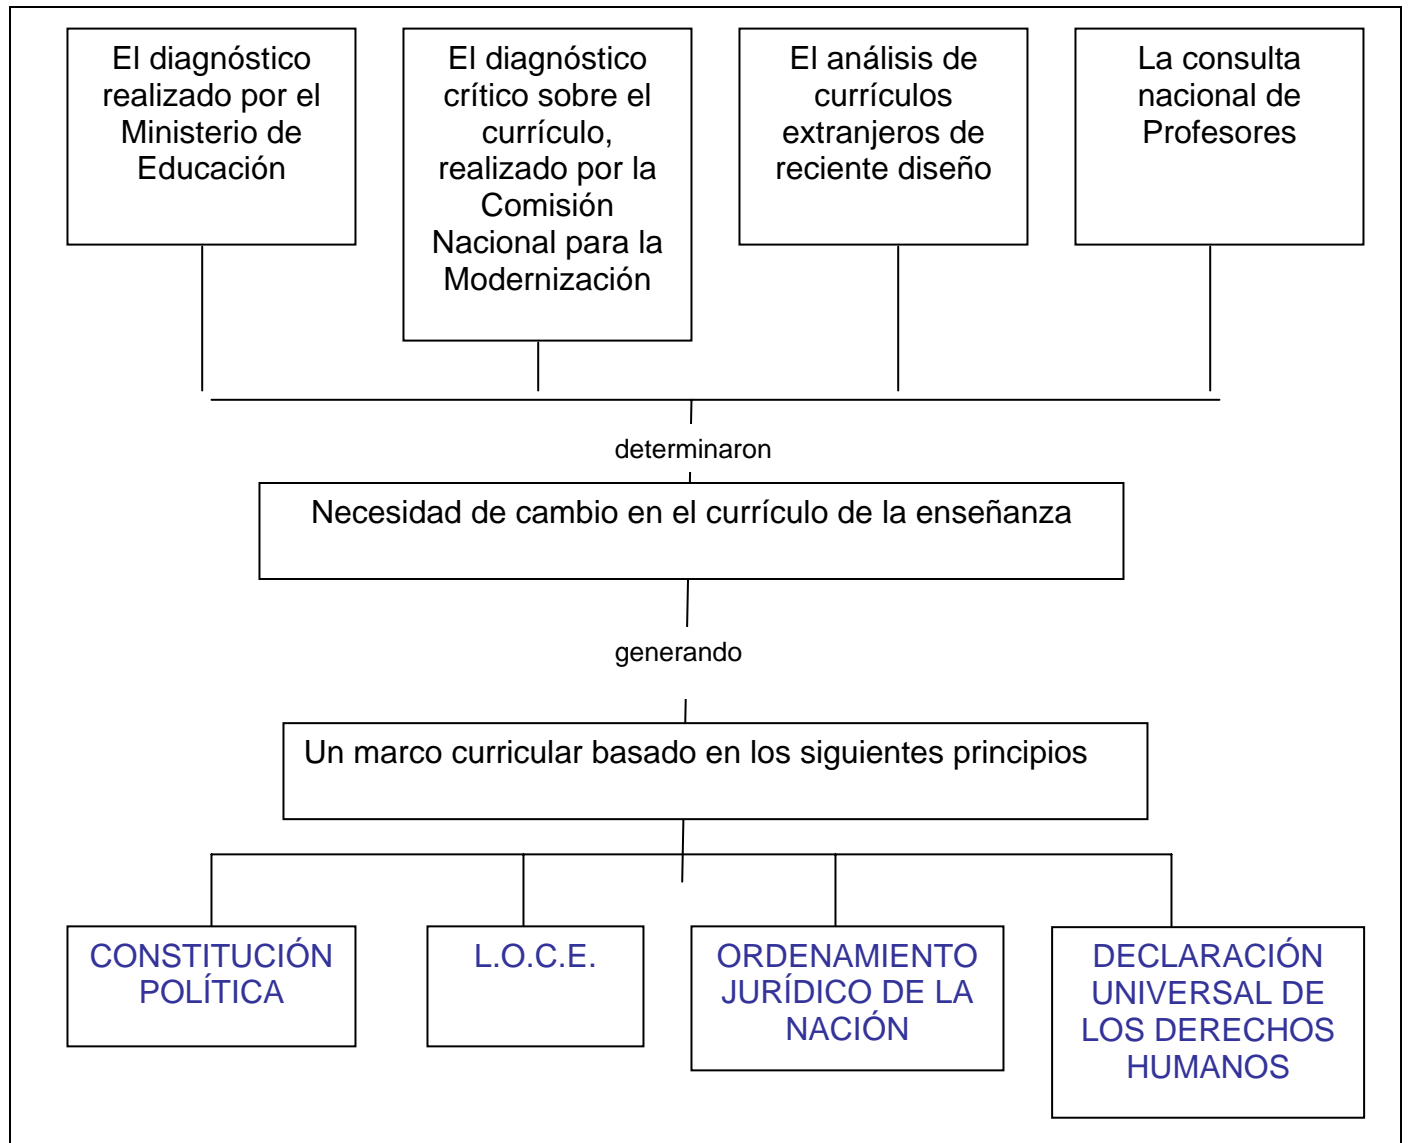 El diagnóstico
realizado por el
Ministerio de
Educación
El diagnóstico
crítico sobre el
currículo,
realizado por la
Comisión
Nacional para la
Modernización
El análisis de
currículos
extranjeros de
reciente diseño
La consulta
nacional de
Profesores
determinaron
Necesidad de cambio en el currículo de la enseñanza
generando
Un marco curricular basado en los siguientes principios
CONSTITUCIÓN
POLÍTICA
L.O.C.E.
ORDENAMIENTO
JURÍDICO DE LA
NACIÓN
DECLARACIÓN
UNIVERSAL DE
LOS DERECHOS
HUMANOS